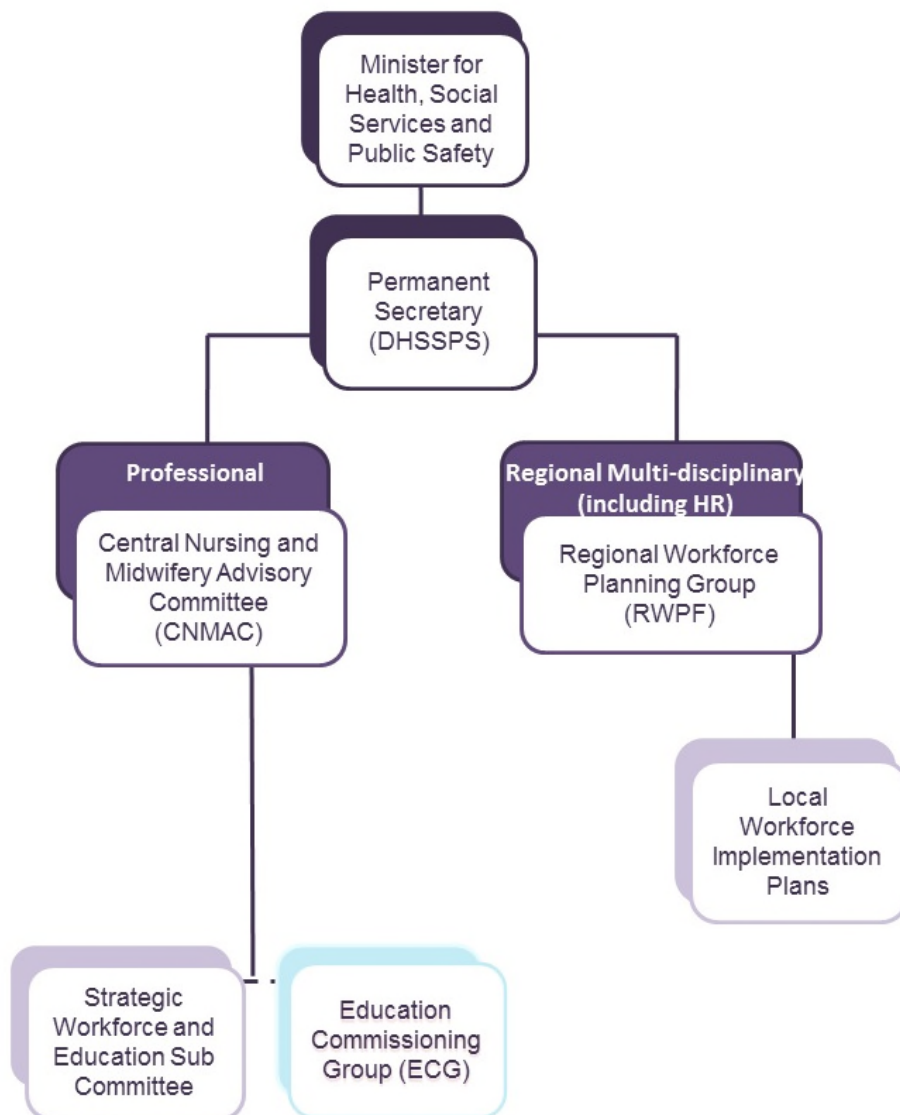 Minister for
Health, Social
Services and
Public Safety
Permanent
Secretary
(DHSSPS)
Professional
Central Nursing and
Midwifery Advisory
Committee
(CNMAC)
Regional Multi-disciplinary
(including HR)
Regional Workforce
Planning Group
(RWPF)
Local
Workforce
Implementation
Plans
Strategic
Workforce and
Education Sub
Committee
Education
Commissioning
Group (ECG)